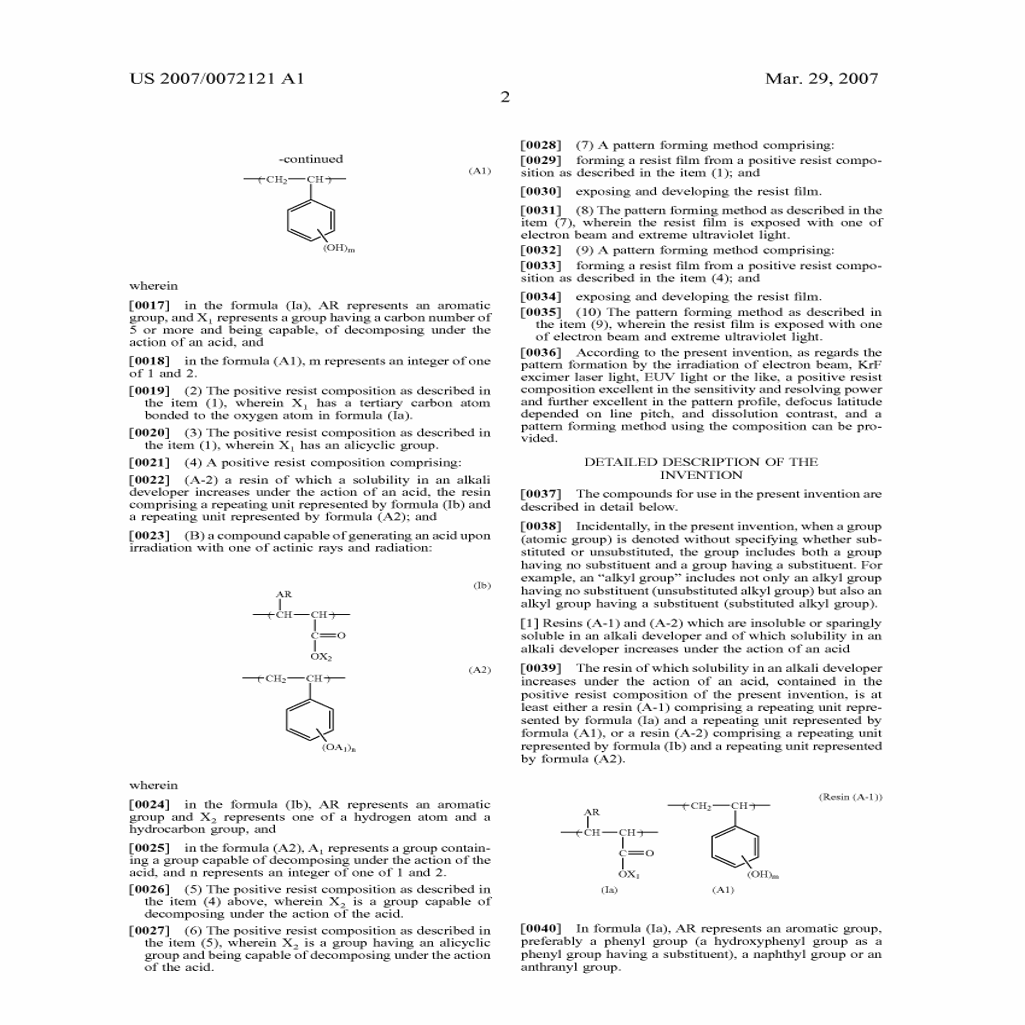 US 2007/0072121 A1
Mar. 29, 2007
2
-continued
(A1)
CH2 CH
(OH)m
wherein
[0017] in the formula (Ia), AR represents an aromatic
group, and X1 represents a group having a carbon number of
5 or more and being capable, of decomposing under the
action of an acid, and
[0018] in the formula (A1), m represents an integer of one
of 1 and 2.
[0019] (2) The positive resist composition as described in
the item (1), wherein X1 has a tertiary carbon atom
bonded to the oxygen atom in formula (Ia).
[0020] (3) The positive resist composition as described in
the item (1), wherein X1 has an alicyclic group.
[0021] (4) A positive resist composition comprising:
[0022] (A-2) a resin of which a solubility in an alkali
developer increases under the action of an acid, the resin
comprising a repeating unit represented by formula (Ib) and
a repeating unit represented by formula (A2); and
[0023] (B) a compound capable of generating an acid upon
irradiation with one of actinic rays and radiation:
(Ib)
AR
CH CH
C=O
OX2
(A2)
CH2 CH
(OA1)n
wherein
[0024] in the formula (Ib), AR represents an aromatic
group and X2 represents one of a hydrogen atom and a
hydrocarbon group, and
[0025] in the formula (A2), A1 represents a group contain-
ing a group capable of decomposing under the action of the
acid, and n represents an integer of one of 1 and 2.
[0026] (5) The positive resist composition as described in
the item (4) above, wherein X2 is a group capable of
decomposing under the action of the acid.
[0027] (6) The positive resist composition as described in
the item (5), wherein X2 is a group having an alicyclic
group and being capable of decomposing under the action
of the acid.
[0028] (7) A pattern forming method comprising:
[0029] forming a resist film from a positive resist compo-
sition as described in the item (1); and
[0030] exposing and developing the resist film.
[0031] (8) The pattern forming method as described in the
item (7), wherein the resist film is exposed with one of
electron beam and extreme ultraviolet light.
[0032] (9) A pattern forming method comprising:
[0033] forming a resist film from a positive resist compo-
sition as described in the item (4); and
[0034] exposing and developing the resist film.
[0035] (10) The pattern forming method as described in
the item (9), wherein the resist film is exposed with one
of electron beam and extreme ultraviolet light.
[0036] According to the present invention, as regards the
pattern formation by the irradiation of electron beam, KrF
excimer laser light, EUV light or the like, a positive resist
composition excellent in the sensitivity and resolving power
and further excellent in the pattern profile, defocus latitude
depended on line pitch, and dissolution contrast, and a
pattern forming method using the composition can be pro-
vided.
DETAILED DESCRIPTION OF THE
INVENTION
[0037] The compounds for use in the present invention are
described in detail below.
[0038] Incidentally, in the present invention, when a group
(atomic group) is denoted without specifying whether sub-
stituted or unsubstituted, the group includes both a group
having no substituent and a group having a substituent. For
example, an “alkyl group” includes not only an alkyl group
having no substituent (unsubstituted alkyl group) but also an
alkyl group having a substituent (substituted alkyl group).
[1] Resins (A-1) and (A-2) which are insoluble or sparingly
soluble in an alkali developer and of which solubility in an
alkali developer increases under the action of an acid
[0039] The resin of which solubility in an alkali developer
increases under the action of an acid, contained in the
positive resist composition of the present invention, is at
least either a resin (A-1) comprising a repeating unit repre-
sented by formula (Ia) and a repeating unit represented by
formula (A1), or a resin (A-2) comprising a repeating unit
represented by formula (Ib) and a repeating unit represented
by formula (A2).
(Resin (A-1))
AR
CH CH
C=O
OX1
(Ia)
CH2 CH
(OH)m
(A1)
[0040] In formula (Ia), AR represents an aromatic group,
preferably a phenyl group (a hydroxyphenyl group as a
phenyl group having a substituent), a naphthyl group or an
anthranyl group.